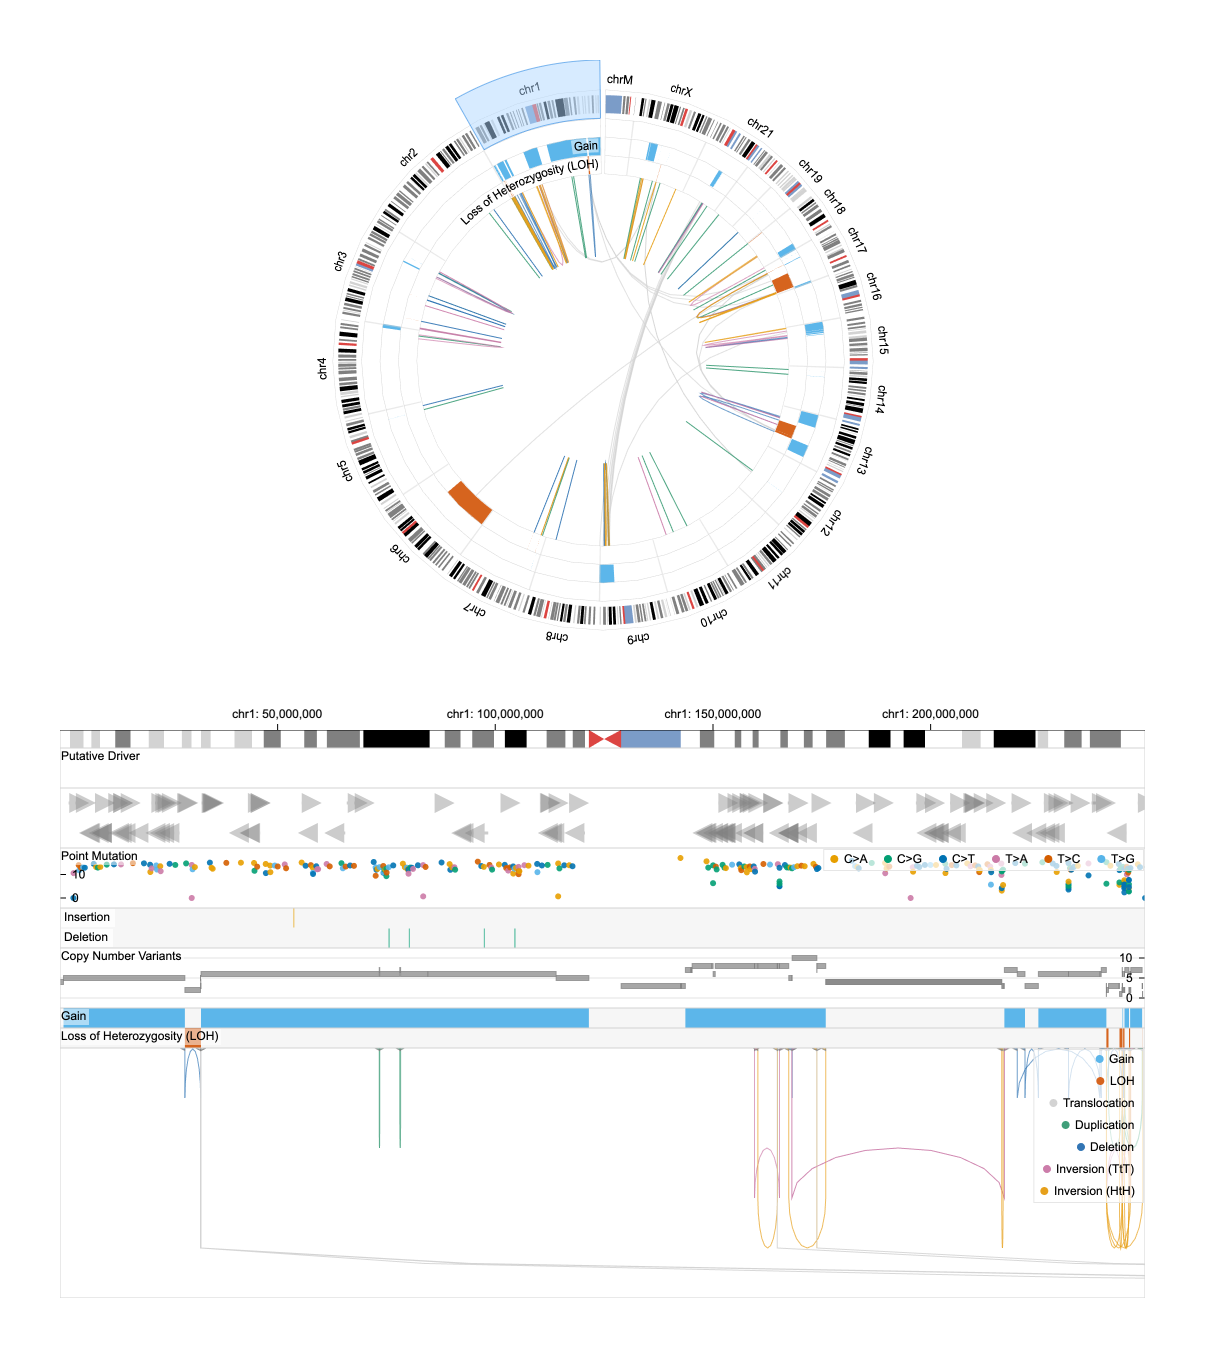 chrM
chrX
chr1
chr21
chr2
Gain
chr19
Loss of Heterozygosity (LOH)
chr18
chr17
chr3
chr16
chr15
chr4
chr14
chr13
chr5
chr12
chr6
chr11
chr7
chr10
chr8
chr9
chr1: 50,000,000
chr1: 100,000,000
chr1: 150,000,000
chr1: 200,000,000
Putative Driver
Point Mutation
C>A
C>G
C>T
T>A
T>C
T>G
10
0
Insertion
Deletion
Copy Number Variants
10
5
0
Gain
Loss of Heterozygosity (LOH)
Gain
LOH
Translocation
Duplication
Deletion
Inversion (TtT)
Inversion (HtH)